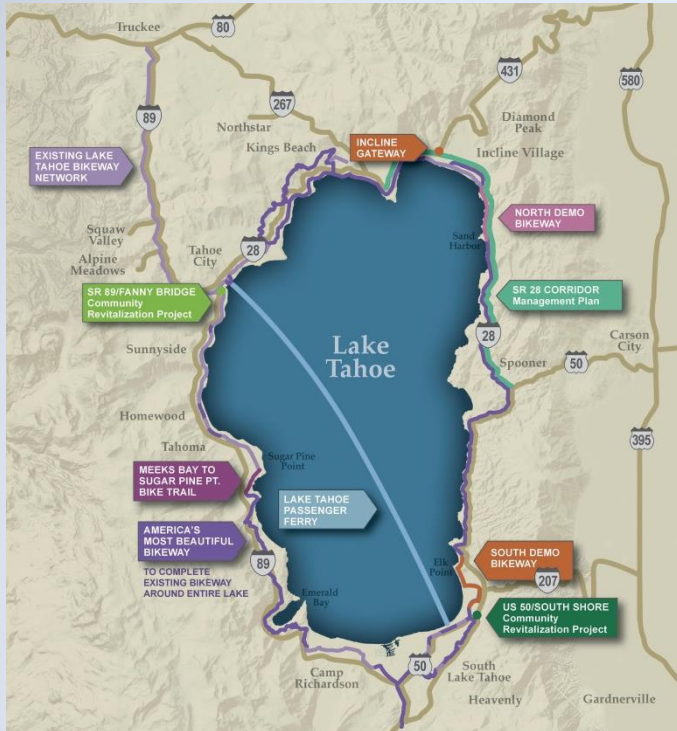 Truckee
80
89
267
431
580
Northstar
Kings Beach
Diamond
Peak
INCLINE
GATEWAY
Incline Village
EXISTING LAKE
TAHOE BIKEWAY
NETWORK
Squaw
Valley
Alpine
Meadows
28
Tahoe
City
Sand
Harbor
NORTH DEMO
BIKEWAY
SR 89/FANNY BRIDGE
Community
Revitalization Project
SR 28 CORRIDOR
Management Plan
Sunnyside
Lake
Tahoe
28
Spooner
50
Carson
City
Homewood
395
Tahoma
Sugar Pine
Point
MEEKS BAY TO
SUGAR PINE PT.
BIKE TRAIL
LAKE TAHOE
PASSENGER
FERRY
AMERICA'S
MOST BEAUTIFUL
BIKEWAY
TO COMPLETE
EXISTING BIKEWAY
AROUND ENTIRE LAKE
89
Elk
Point
SOUTH DEMO
BIKEWAY
207
Emerald
Bay
US 50/SOUTH SHORE
Community
Revitalization Project
50
Camp
Richardson
South
Lake Tahoe
Heavenly
Gardnerville